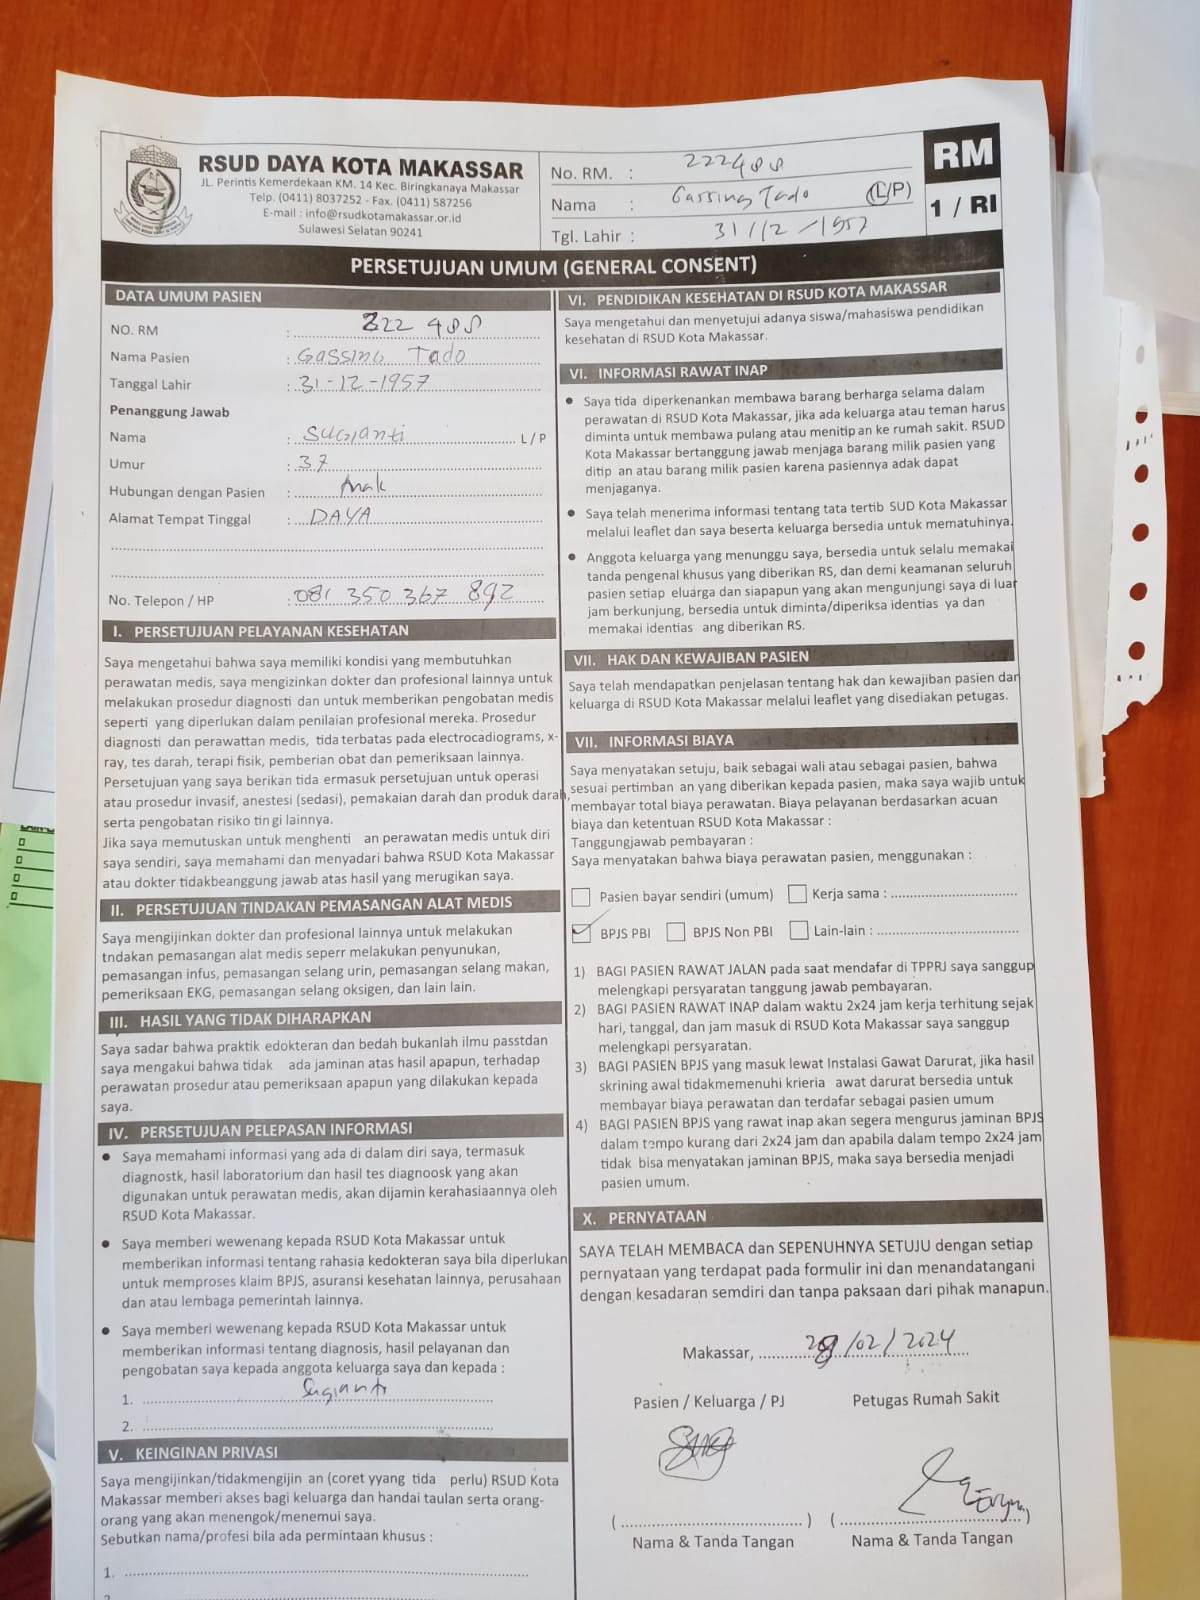 RSUD DAYA KOTA MAKASSAR
JL. Perintis Kemerdekaan KM. 14 Kec. Biringkanaya Makassar
Telp. (0411) 8037252 - Fax. (0411) 587256
E-mail : info@rsudkotamakassar.or.id
Sulawesi Selatan 90241
No. RM. : 222488
Nama : Gassing Tado (L/P)
Tgl. Lahir : 31/12/1957
RM
1 / RI
PERSETUJUAN UMUM (GENERAL CONSENT)
DATA UMUM PASIEN
NO. RM : 222 488
Nama Pasien : Gassing Tado
Tanggal Lahir : 31-12-1957
Penanggung Jawab
Nama : Sugianti L / P
Umur : 37
Hubungan dengan Pasien : Anak
Alamat Tempat Tinggal : DAYA
No. Telepon / HP : 081 350 367 892
I. PERSETUJUAN PELAYANAN KESEHATAN
Saya mengetahui bahwa saya memiliki kondisi yang membutuhkan
perawatan medis, saya mengizinkan dokter dan profesional lainnya untuk
melakukan prosedur diagnosti dan untuk memberikan pengobatan medis
seperti yang diperlukan dalam penilaian profesional mereka. Prosedur
diagnosti dan perawattan medis, tida terbatas pada electrocadiograms, x-
ray, tes darah, terapi fisik, pemberian obat dan pemeriksaan lainnya.
Persetujuan yang saya berikan tida ermasuk persetujuan untuk operasi
atau prosedur invasif, anestesi (sedasi), pemakaian darah dan produk darah,
serta pengobatan risiko tin gi lainnya.
Jika saya memutuskan untuk menghenti an perawatan medis untuk diri
saya sendiri, saya memahami dan menyadari bahwa RSUD Kota Makassar
atau dokter tidakbeanggung jawab atas hasil yang merugikan saya.
II. PERSETUJUAN TINDAKAN PEMASANGAN ALAT MEDIS
Saya mengijinkan dokter dan profesional lainnya untuk melakukan
tndakan pemasangan alat medis seperr melakukan penyunukan,
pemasangan infus, pemasangan selang urin, pemasangan selang makan,
pemeriksaan EKG, pemasangan selang oksigen, dan lain lain.
III. HASIL YANG TIDAK DIHARAPKAN
Saya sadar bahwa praktik edokteran dan bedah bukanlah ilmu passtdan
saya mengakui bahwa tidak ada jaminan atas hasil apapun, terhadap
perawatan prosedur atau pemeriksaan apapun yang dilakukan kepada
saya.
IV. PERSETUJUAN PELEPASAN INFORMASI
• Saya memahami informasi yang ada di dalam diri saya, termasuk
diagnostk, hasil laboratorium dan hasil tes diagnoosk yang akan
digunakan untuk perawatan medis, akan dijamin kerahasiaannya oleh
RSUD Kota Makassar.
• Saya memberi wewenang kepada RSUD Kota Makassar untuk
memberikan informasi tentang rahasia kedokteran saya bila diperlukan
untuk memproses klaim BPJS, asuransi kesehatan lainnya, perusahaan
dan atau lembaga pemerintah lainnya.
• Saya memberi wewenang kepada RSUD Kota Makassar untuk
memberikan informasi tentang diagnosis, hasil pelayanan dan
pengobatan saya kepada anggota keluarga saya dan kepada :
1. Sugianti
2.
V. KEINGINAN PRIVASI
Saya mengijinkan/tidakmengijin an (coret yyang tida perlu) RSUD Kota
Makassar memberi akses bagi keluarga dan handai taulan serta orang-
orang yang akan menengok/menemui saya.
Sebutkan nama/profesi bila ada permintaan khusus :
1.
VI. PENDIDIKAN KESEHATAN DI RSUD KOTA MAKASSAR
Saya mengetahui dan menyetujui adanya siswa/mahasiswa pendidikan
kesehatan di RSUD Kota Makassar.
VI. INFORMASI RAWAT INAP
• Saya tida diperkenankan membawa barang berharga selama dalam
perawatan di RSUD Kota Makassar, jika ada keluarga atau teman harus
diminta untuk membawa pulang atau menitip an ke rumah sakit. RSUD
Kota Makassar bertanggung jawab menjaga barang milik pasien yang
ditip an atau barang milik pasien karena pasiennya adak dapat
menjaganya.
• Saya telah menerima informasi tentang tata tertib SUD Kota Makassar
melalui leaflet dan saya beserta keluarga bersedia untuk mematuhinya.
• Anggota keluarga yang menunggu saya, bersedia untuk selalu memakai
tanda pengenal khusus yang diberikan RS, dan demi keamanan seluruh
pasien setiap eluarga dan siapapun yang akan mengunjungi saya di luar
jam berkunjung, bersedia untuk diminta/diperiksa identias ya dan
memakai identias ang diberikan RS.
VII. HAK DAN KEWAJIBAN PASIEN
Saya telah mendapatkan penjelasan tentang hak dan kewajiban pasien dan
keluarga di RSUD Kota Makassar melalui leaflet yang disediakan petugas.
VII. INFORMASI BIAYA
Saya menyatakan setuju, baik sebagai wali atau sebagai pasien, bahwa
sesuai pertimban an yang diberikan kepada pasien, maka saya wajib untuk
membayar total biaya perawatan. Biaya pelayanan berdasarkan acuan
biaya dan ketentuan RSUD Kota Makassar :
Tanggungjawab pembayaran :
Saya menyatakan bahwa biaya perawatan pasien, menggunakan :
Pasien bayar sendiri (umum) Kerja sama :
BPJS PBI BPJS Non PBI Lain-lain :
1) BAGI PASIEN RAWAT JALAN pada saat mendafar di TPPRJ saya sanggup
melengkapi persyaratan tanggung jawab pembayaran.
2) BAGI PASIEN RAWAT INAP dalam waktu 2x24 jam kerja terhitung sejak
hari, tanggal, dan jam masuk di RSUD Kota Makassar saya sanggup
melengkapi persyaratan.
3) BAGI PASIEN BPJS yang masuk lewat Instalasi Gawat Darurat, jika hasil
skrining awal tidakmemenuhi krieria awat darurat bersedia untuk
membayar biaya perawatan dan terdafar sebagai pasien umum
4) BAGI PASIEN BPJS yang rawat inap akan segera mengurus jaminan BPJS
dalam tempo kurang dari 2x24 jam dan apabila dalam tempo 2x24 jam
tidak bisa menyatakan jaminan BPJS, maka saya bersedia menjadi
pasien umum.
X. PERNYATAAN
SAYA TELAH MEMBACA dan SEPENUHNYA SETUJU dengan setiap
pernyataan yang terdapat pada formulir ini dan menandatangani
dengan kesadaran semdiri dan tanpa paksaan dari pihak manapun.
Makassar, 28/02/2024
Pasien / Keluarga / PJ Petugas Rumah Sakit
( ) ( )
Nama & Tanda Tangan Nama & Tanda Tangan